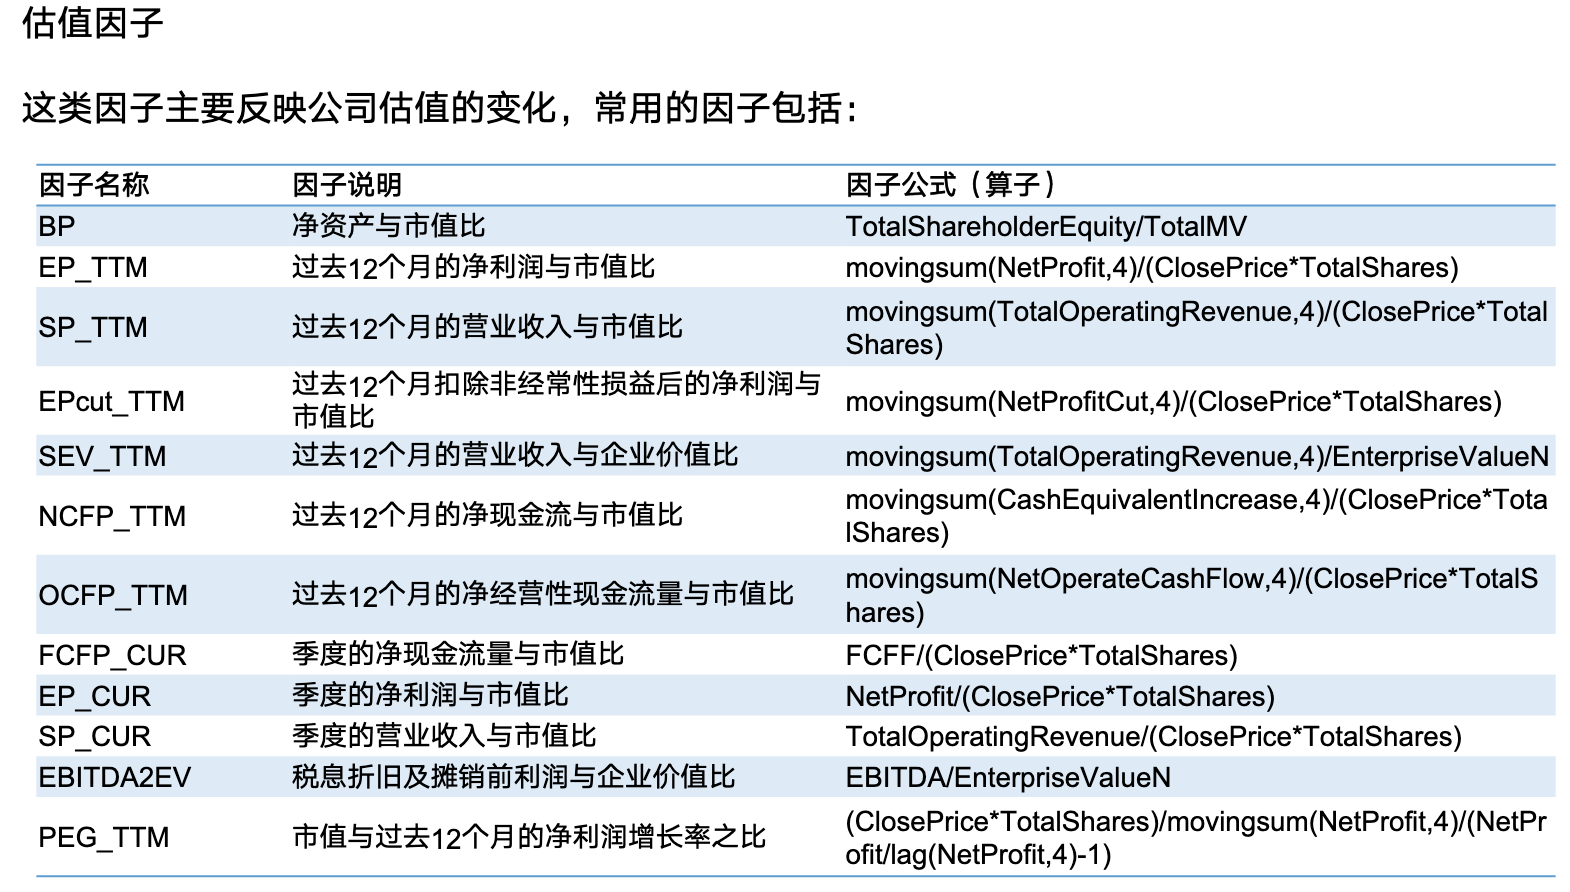 估值因子
这类因子主要反映公司估值的变化，常用的因子包括：
因子名称 因子说明 因子公式（算子）
BP 净资产与市值比 TotalShareholderEquity/TotalMV
EP_TTM 过去12个月的净利润与市值比 movingsum(NetProfit,4)/(ClosePrice*TotalShares)
SP_TTM 过去12个月的营业收入与市值比 movingsum(TotalOperatingRevenue,4)/(ClosePrice*Total
Shares)
EPcut_TTM 过去12个月扣除非经常性损益后的净利润与
市值比 movingsum(NetProfitCut,4)/(ClosePrice*TotalShares)
SEV_TTM 过去12个月的营业收入与企业价值比 movingsum(TotalOperatingRevenue,4)/EnterpriseValueN
NCFP_TTM 过去12个月的净现金流与市值比 movingsum(CashEquivalentIncrease,4)/(ClosePrice*Tota
lShares)
OCFP_TTM 过去12个月的净经营性现金流量与市值比 movingsum(NetOperateCashFlow,4)/(ClosePrice*TotalS
hares)
FCFP_CUR 季度的净现金流量与市值比 FCFF/(ClosePrice*TotalShares)
EP_CUR 季度的净利润与市值比 NetProfit/(ClosePrice*TotalShares)
SP_CUR 季度的营业收入与市值比 TotalOperatingRevenue/(ClosePrice*TotalShares)
EBITDA2EV 税息折旧及摊销前利润与企业价值比 EBITDA/EnterpriseValueN
PEG_TTM 市值与过去12个月的净利润增长率之比 (ClosePrice*TotalShares)/movingsum(NetProfit,4)/(NetPr
ofit/lag(NetProfit,4)-1)